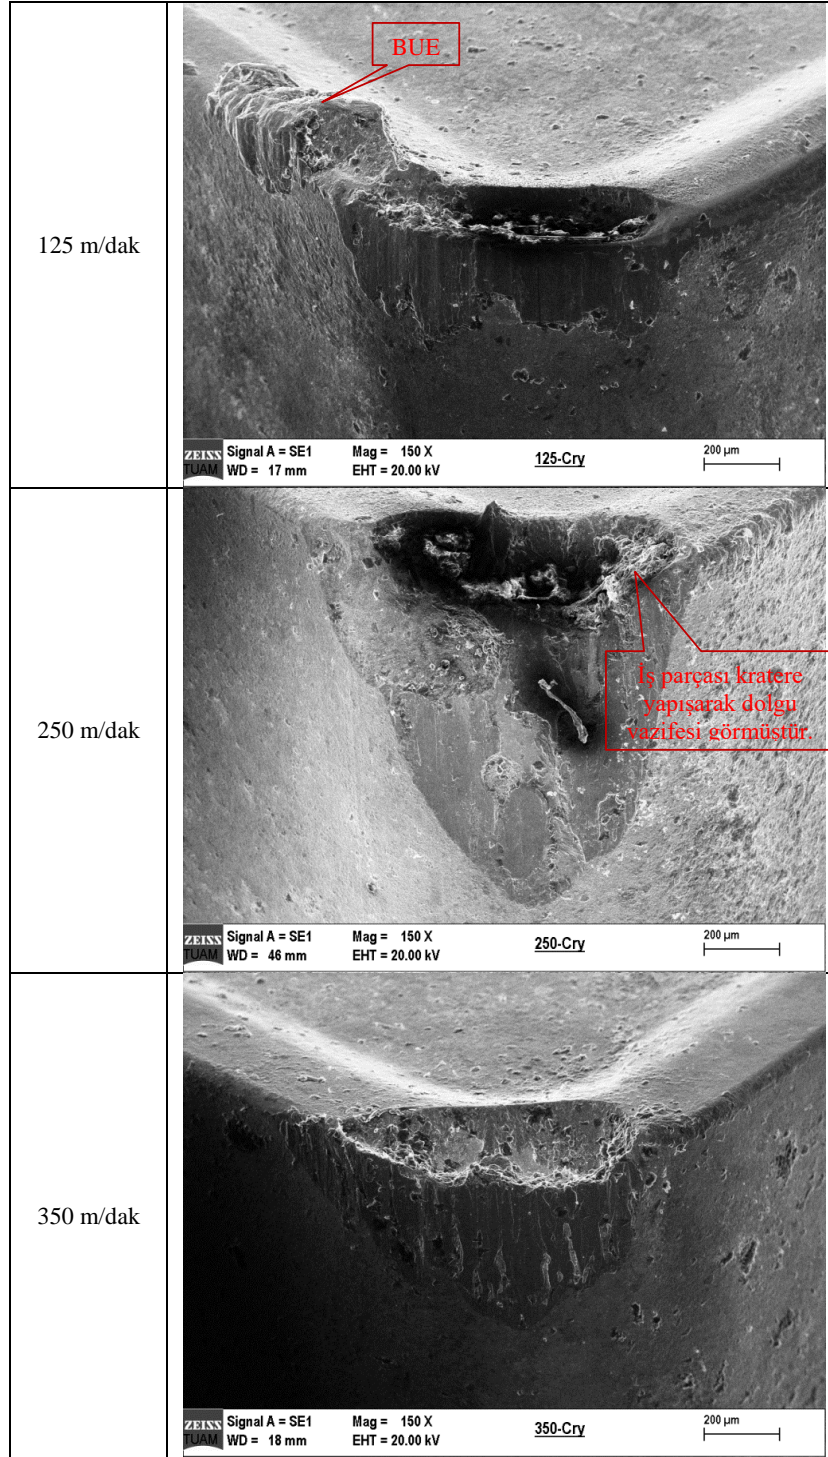 BUE
125 m/dak
ZEISS
TUAM
Signal A = SE1
WD = 17 mm
Mag = 150 X
EHT = 20.00 kV
125-Cry
200 µm
250 m/dak
İş parçası kratere
yapışarak dolgu
vazifesi görmüştür.
ZEISS
TUAM
Signal A = SE1
WD = 46 mm
Mag = 150 X
EHT = 20.00 kV
250-Cry
200 µm
350 m/dak
ZEISS
TUAM
Signal A = SE1
WD = 18 mm
Mag = 150 X
EHT = 20.00 kV
350-Cry
200 µm